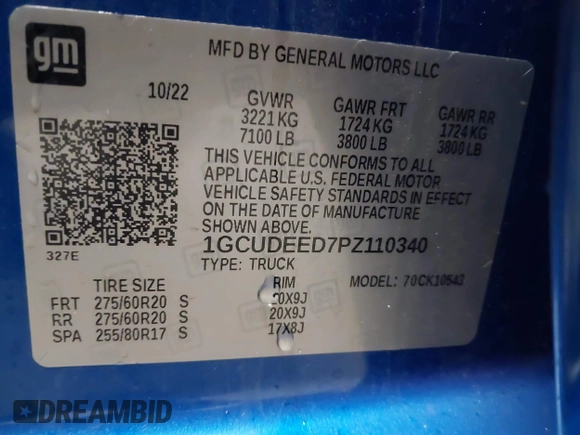 gm
MFD BY GENERAL MOTORS LLC
10/22 GVWR GAWR FRT GAWR RR
3221 KG 1724 KG 1724 KG
7100 LB 3800 LB 3800 LB
THIS VEHICLE CONFORMS TO ALL
APPLICABLE U.S. FEDERAL MOTOR
VEHICLE SAFETY STANDARDS IN EFFECT
ON THE DATE OF MANUFACTURE
SHOWN ABOVE.
327E
1GCUDEED7PZ110340
TYPE: TRUCK MODEL: 70CK10543
TIRE SIZE RIM
FRT 275/60R20 S 20X9J
RR 275/60R20 S 20X9J
SPA 255/80R17 S 17X8J
DREAMBID